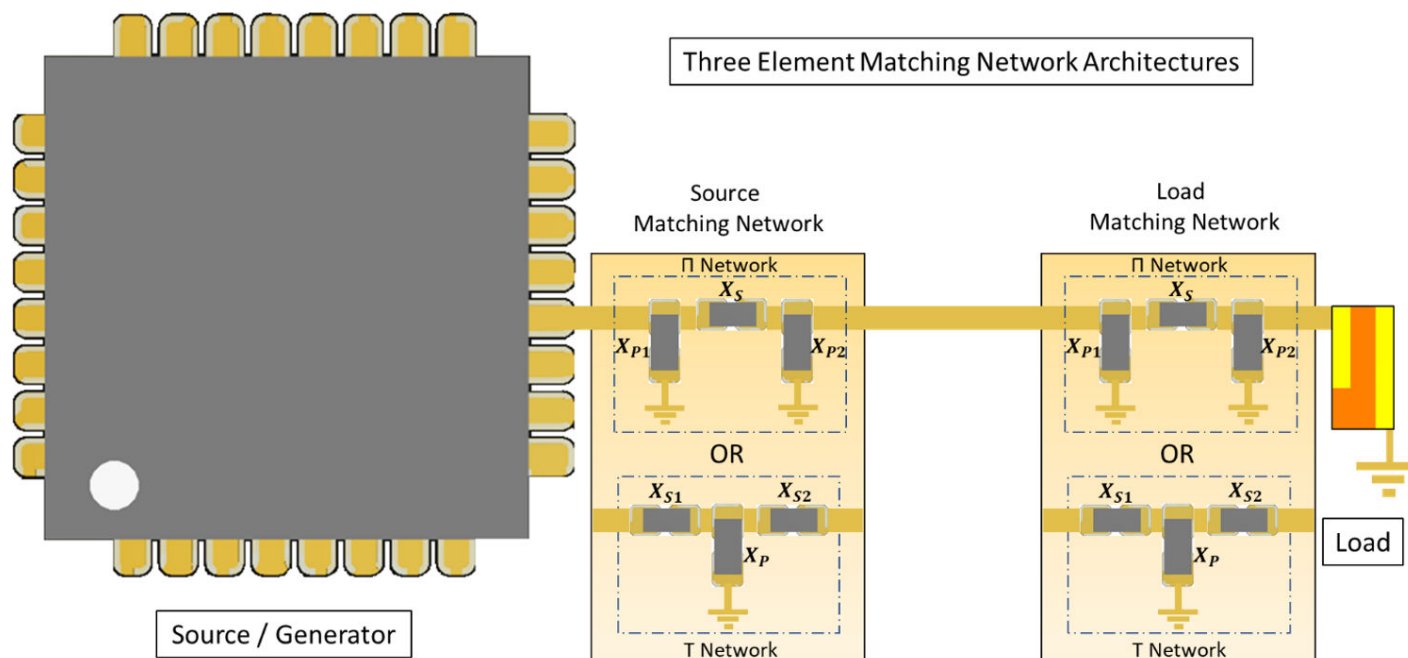 Three Element Matching Network Architectures
Source
Matching Network
Π Network
X_S
X_P1
X_P2
OR
X_S1
X_S2
X_P
T Network
Load
Matching Network
Π Network
X_S
X_P1
X_P2
OR
X_S1
X_S2
X_P
T Network
Load
Source / Generator